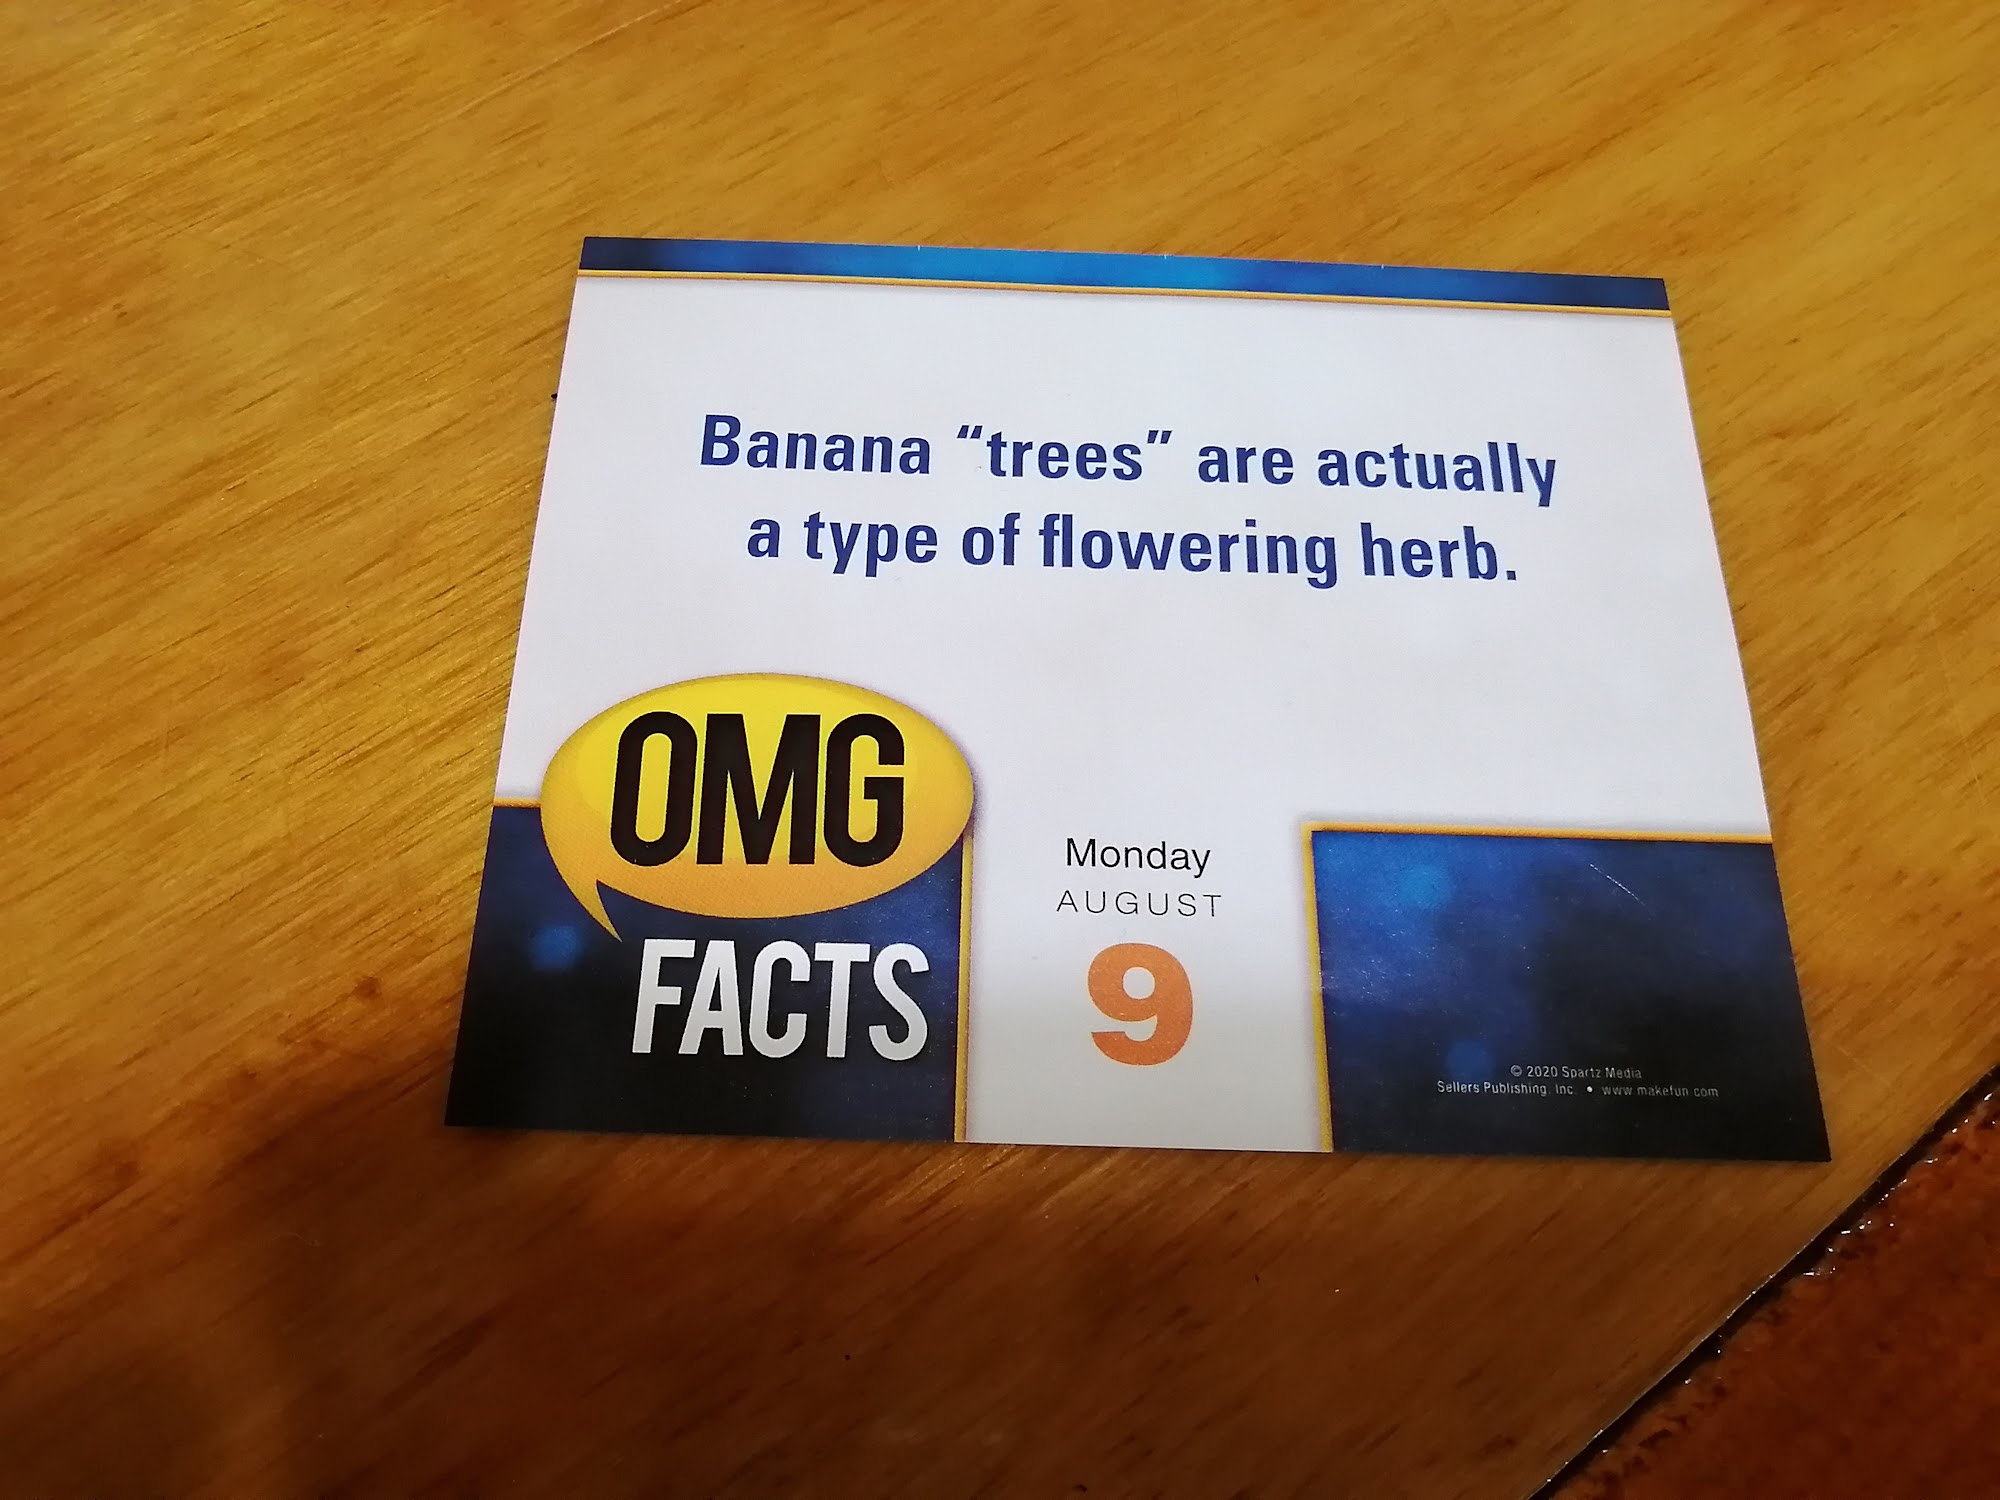 Banana “trees” are actually
a type of flowering herb.
OMG
FACTS
Monday
AUGUST
9
© 2020 Spartz Media
Sellers Publishing, Inc. • www.makefun.com